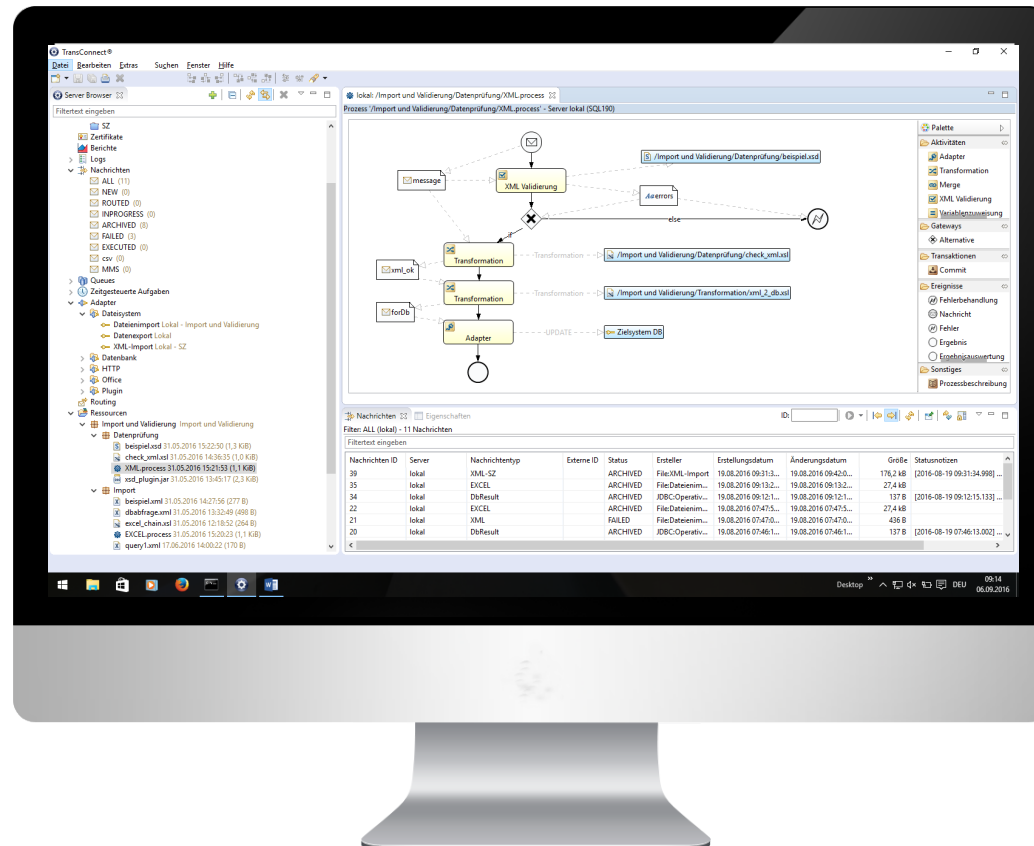 TransConnect®
Datei Bearbeiten Extras Suchen Fenster Hilfe
Server Browser
Filtertext eingeben
SZ
Zertifikate
Berichte
Logs
Nachrichten
ALL (11)
NEW (0)
ROUTED (0)
INPROGRESS (0)
ARCHIVED (8)
FAILED (3)
EXECUTED (0)
csv (0)
MMS (0)
Queues
Zeitgesteuerte Aufgaben
Adapter
Dateisystem
Dateienimport Lokal - Import und Validierung
Datenexport Lokal
XML-Import Lokal - SZ
Datenbank
HTTP
Office
Plugin
Routing
Ressourcen
Import und Validierung Import und Validierung
Datenprüfung
beispiel.xsd 31.05.2016 15:22:50 (1,3 KiB)
check_xml.xsl 31.05.2016 14:36:35 (1,0 KiB)
XML.process 31.05.2016 15:21:53 (1,1 KiB)
xsd_plugin.jar 31.05.2016 13:45:17 (2,3 KiB)
Import
beispiel.xml 31.05.2016 14:27:56 (277 B)
dbabfrage.xml 31.05.2016 13:32:49 (498 B)
excel_chain.xsl 31.05.2016 12:18:52 (264 B)
EXCEL.process 31.05.2016 15:20:23 (1,1 KiB)
query1.xml 17.06.2016 14:00:22 (170 B)
lokal: /Import und Validierung/Datenprüfung/XML.process
Prozess '/Import und Validierung/Datenprüfung/XML.process' - Server lokal (SQL190)
message
XML Validierung
/Import und Validierung/Datenprüfung/beispiel.xsd
errors
else
if
Transformation
Transformation
/Import und Validierung/Datenprüfung/check_xml.xsl
xml_ok
Transformation
Transformation
/Import und Validierung/Transformation/xml_2_db.xsl
forDb
Adapter
UPDATE
Zielsystem DB
Palette
Aktivitäten
Adapter
Transformation
Merge
XML Validierung
Variablenzuweisung
Gateways
Alternative
Transaktionen
Commit
Ereignisse
Fehlerbehandlung
Nachricht
Fehler
Ergebnis
Ergebnisauswertung
Sonstiges
Prozessbeschreibung
Nachrichten Eigenschaften ID:
Filter: ALL (lokal) - 11 Nachrichten
Filtertext eingeben
Nachrichten ID Server Nachrichtentyp Externe ID Status Ersteller Erstellungsdatum Änderungsdatum Größe Statusnotizen
39 lokal XML-SZ ARCHIVED File:XML-Import 19.08.2016 09:31:3... 19.08.2016 09:42:0... 176,2 kB [2016-08-19 09:31:34.998] ...
35 lokal EXCEL ARCHIVED File:Dateienim... 19.08.2016 09:13:2... 19.08.2016 09:13:2... 27,4 kB
34 lokal DbResult ARCHIVED JDBC:Operativ... 19.08.2016 09:12:1... 19.08.2016 09:12:1... 137 B [2016-08-19 09:12:15.133] ...
22 lokal EXCEL ARCHIVED File:Dateienim... 19.08.2016 07:47:5... 19.08.2016 07:47:5... 27,4 kB
21 lokal XML FAILED File:Dateienim... 19.08.2016 07:47:0... 19.08.2016 07:47:0... 436 B
20 lokal DbResult ARCHIVED JDBC:Operativ... 19.08.2016 07:46:1... 19.08.2016 07:46:1... 137 B [2016-08-19 07:46:13.002] ...
Desktop DEU 09:14
06.09.2016